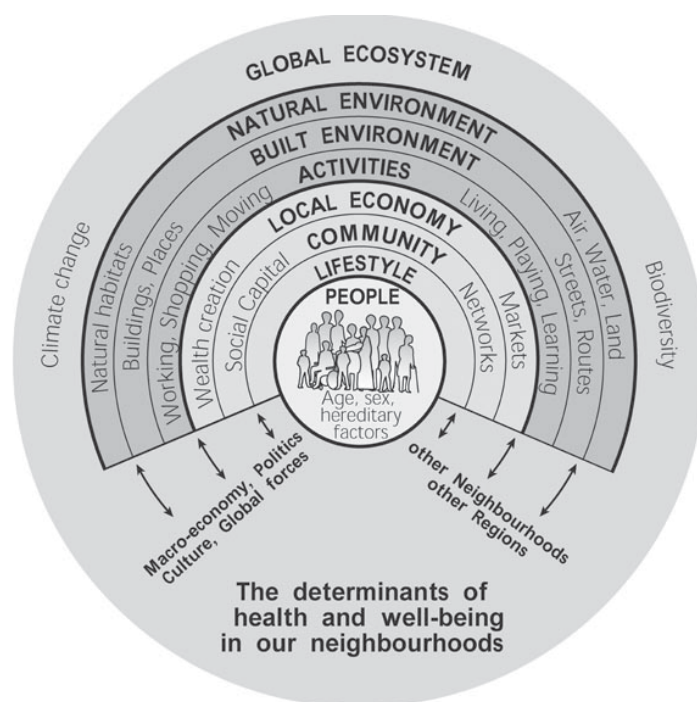 GLOBAL ECOSYSTEM
NATURAL ENVIRONMENT
BUILT ENVIRONMENT
ACTIVITIES
LOCAL ECONOMY
COMMUNITY
LIFESTYLE
PEOPLE
Age, sex,
hereditary
factors
Climate change
Natural habitats
Buildings, Places
Working, Shopping, Moving
Wealth creation
Social Capital
Networks
Markets
Living, Playing, Learning
Streets, Routes
Air, Water, Land
Biodiversity
Macro-economy, Politics
Culture, Global forces
other Neighbourhoods
other Regions
The determinants of
health and well-being
in our neighbourhoods